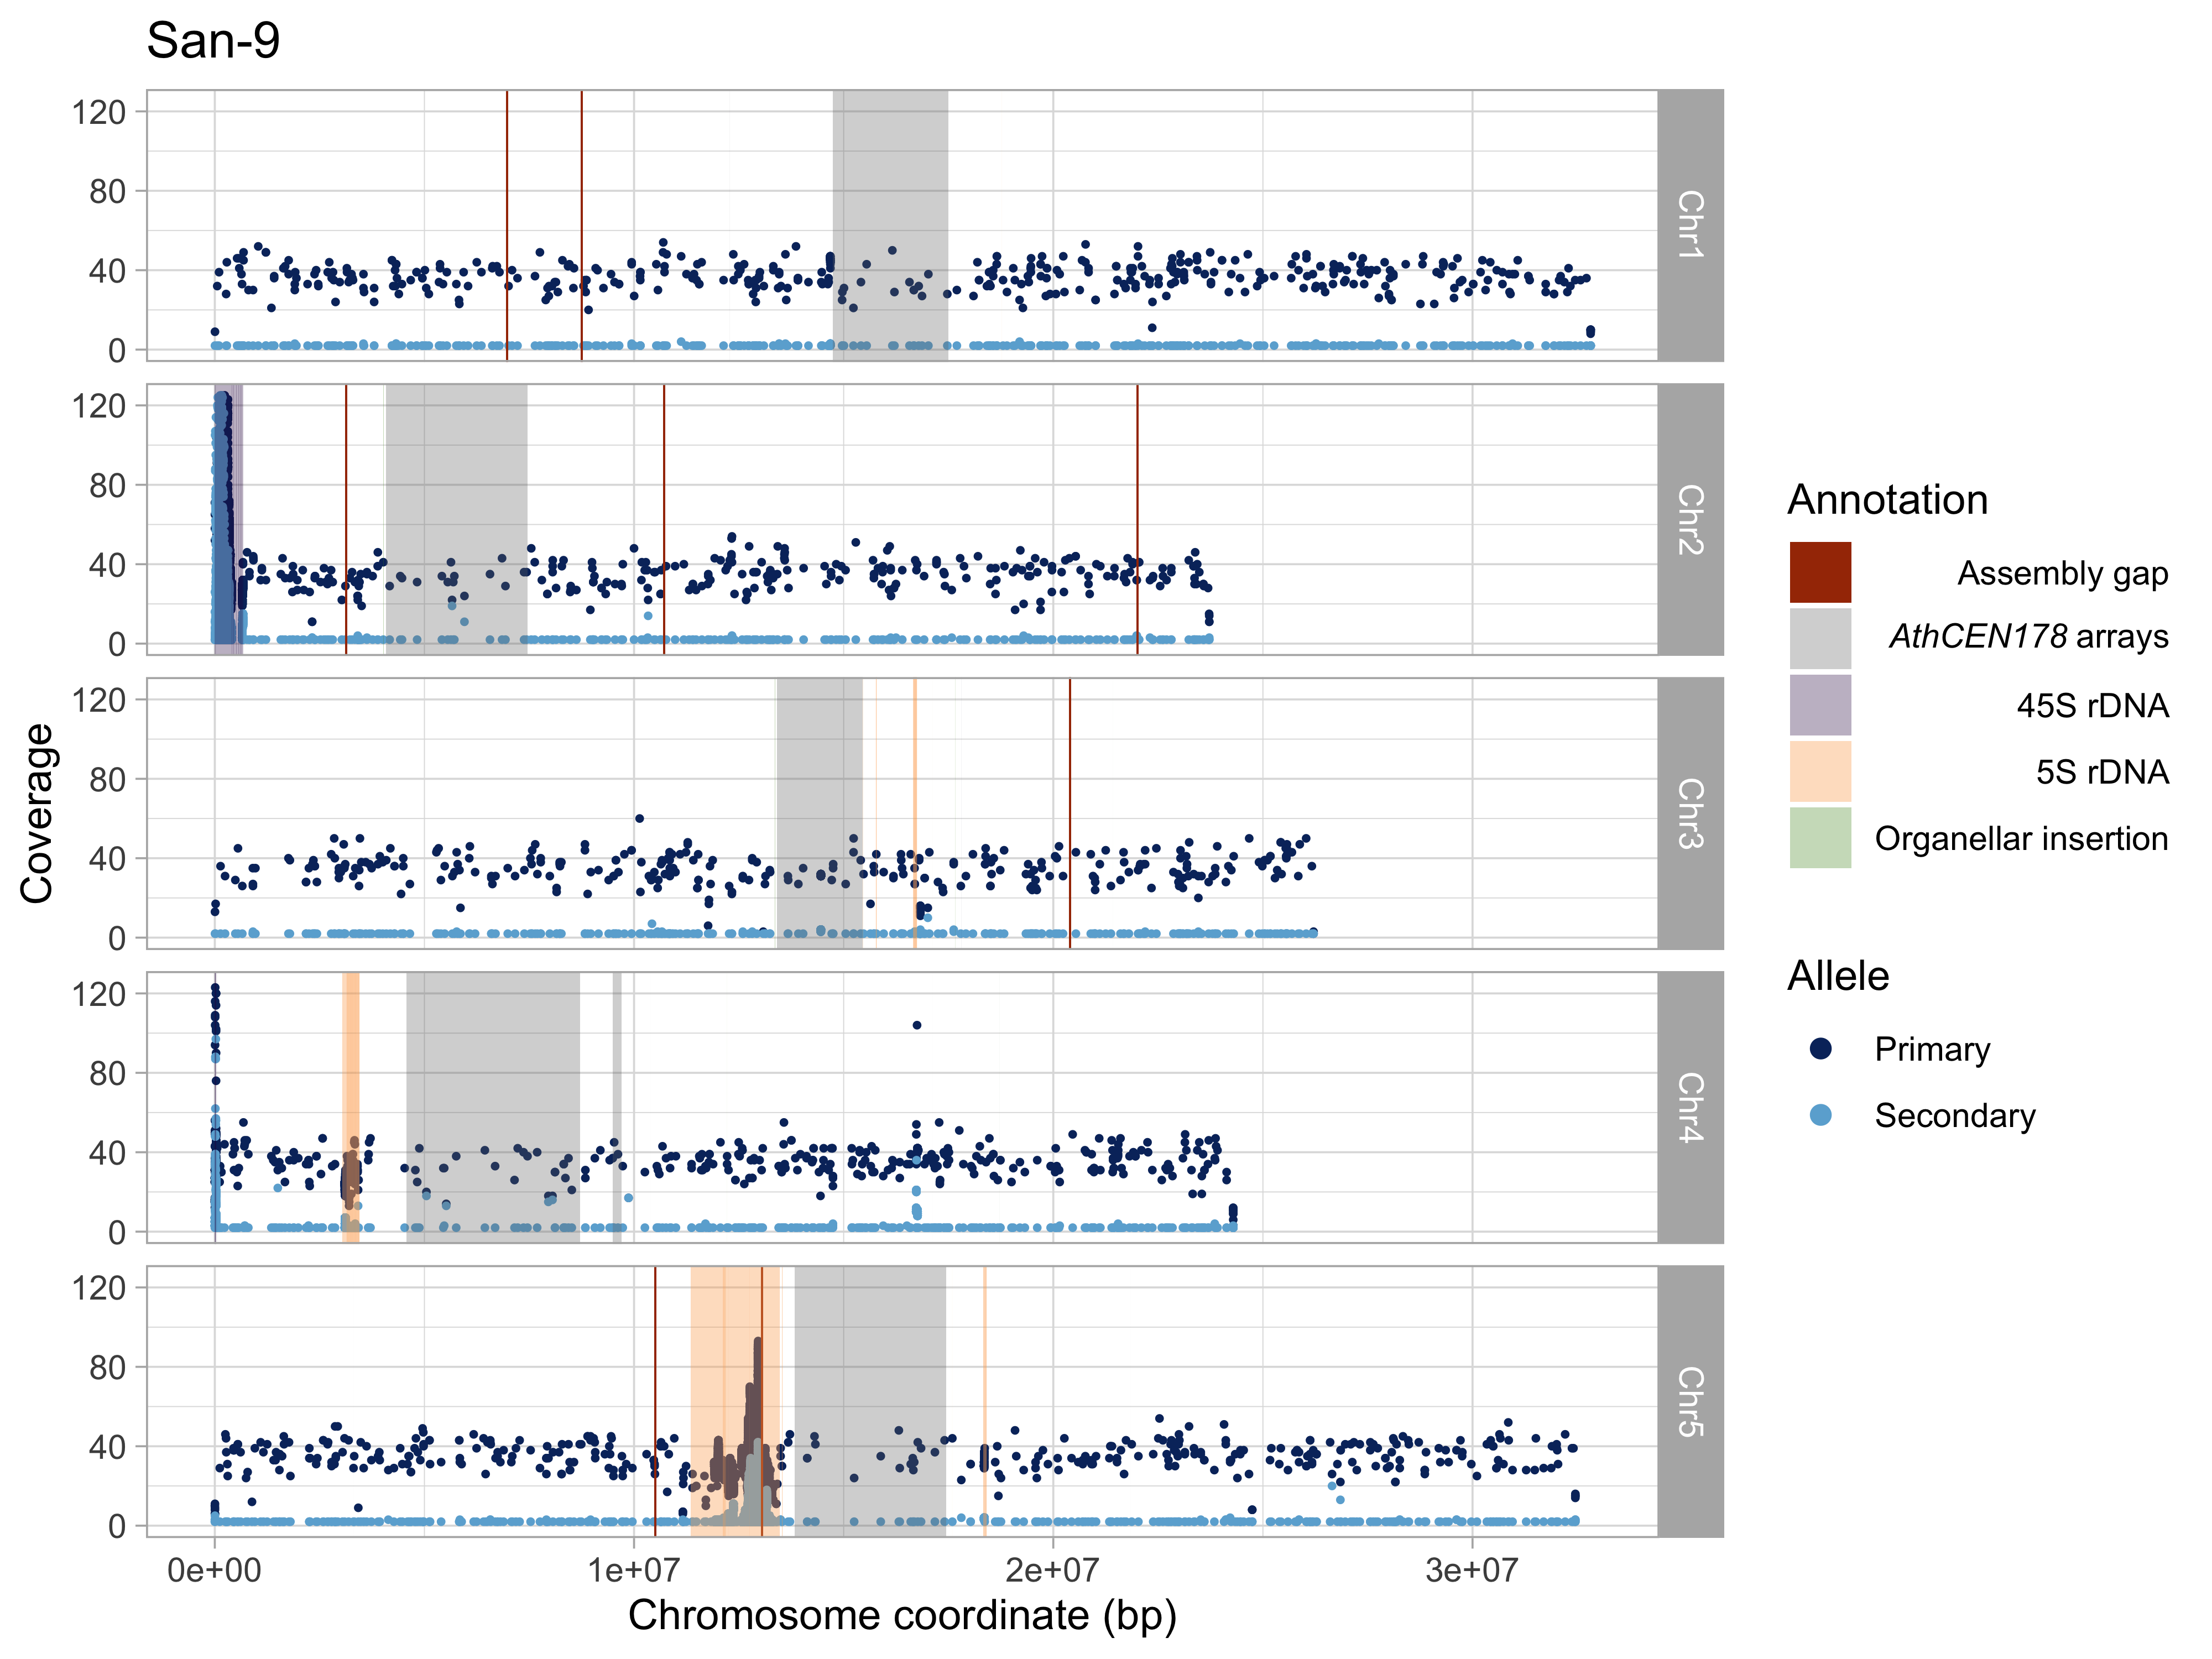 San-9
Coverage
120
80
40
0
Chr1
120
80
40
0
Chr2
120
80
40
0
Chr3
120
80
40
0
Chr4
120
80
40
0
Chr5
0e+00 1e+07 2e+07 3e+07
Chromosome coordinate (bp)
Annotation
Assembly gap
AthCEN178 arrays
45S rDNA
5S rDNA
Organellar insertion
Allele
Primary
Secondary